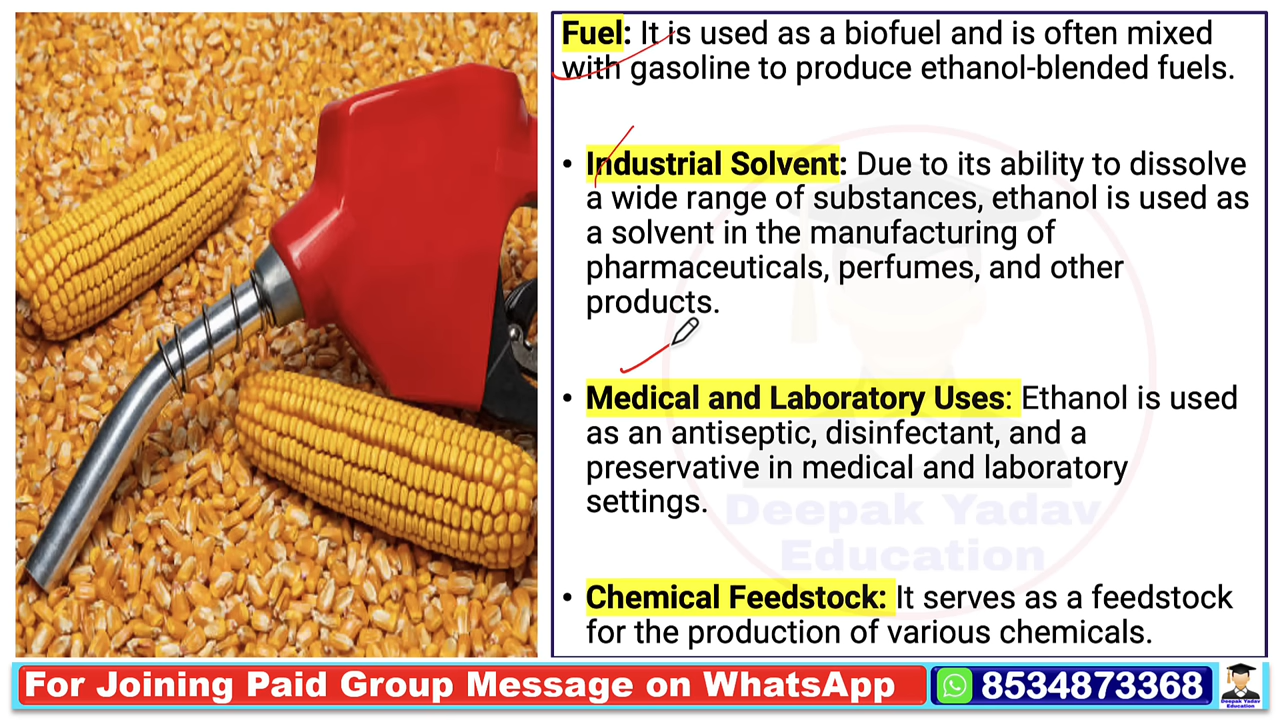 Fuel: It is used as a biofuel and is often mixed
with gasoline to produce ethanol-blended fuels.
• Industrial Solvent: Due to its ability to dissolve
a wide range of substances, ethanol is used as
a solvent in the manufacturing of
pharmaceuticals, perfumes, and other
products.
• Medical and Laboratory Uses: Ethanol is used
as an antiseptic, disinfectant, and a
preservative in medical and laboratory
settings.
Deepak Yadav
Education
• Chemical Feedstock: It serves as a feedstock
for the production of various chemicals.
For Joining Paid Group Message on WhatsApp
8534873368
Deepak Yadav
Education